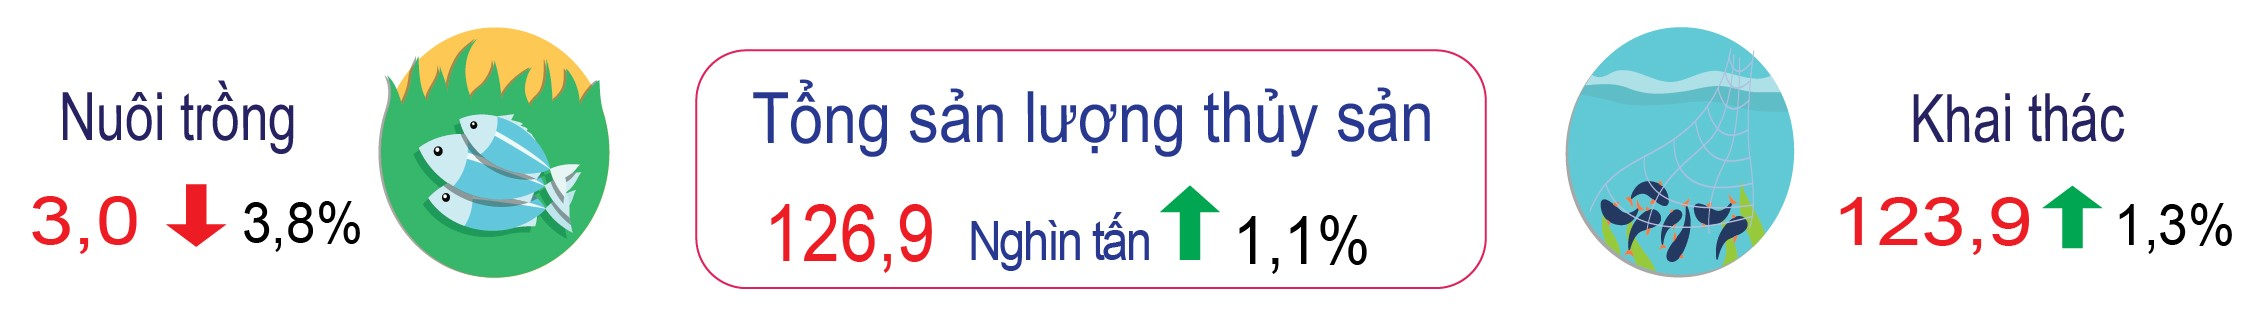 Nuôi trồng
3,0 3,8%
Tổng sản lượng thủy sản
126,9 Nghìn tấn 1,1%
Khai thác
123,9 1,3%